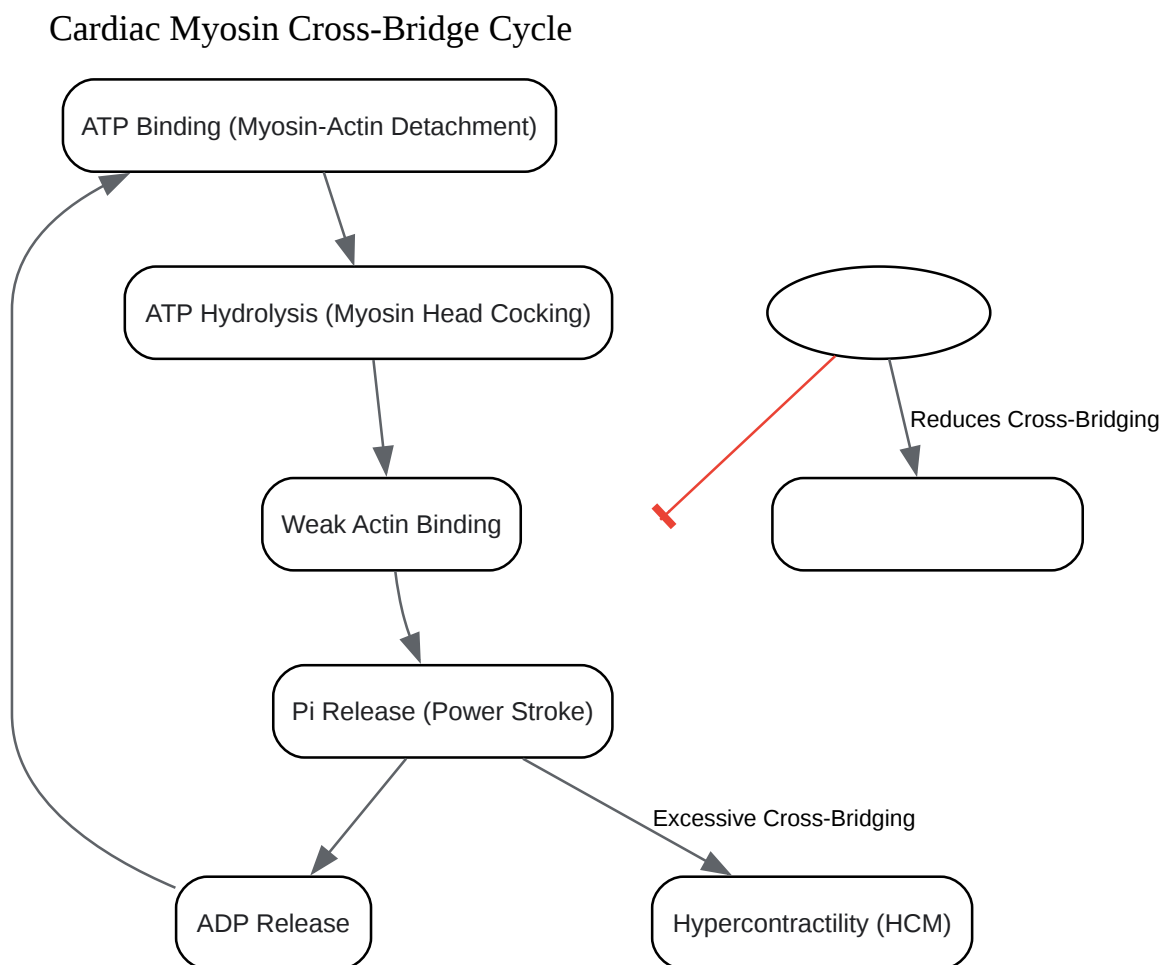 Cardiac Myosin Cross-Bridge Cycle
ATP Binding (Myosin-Actin Detachment)
ATP Hydrolysis (Myosin Head Cocking)
Reduces Cross-Bridging
Weak Actin Binding
Pi Release (Power Stroke)
Excessive Cross-Bridging
ADP Release
Hypercontractility (HCM)